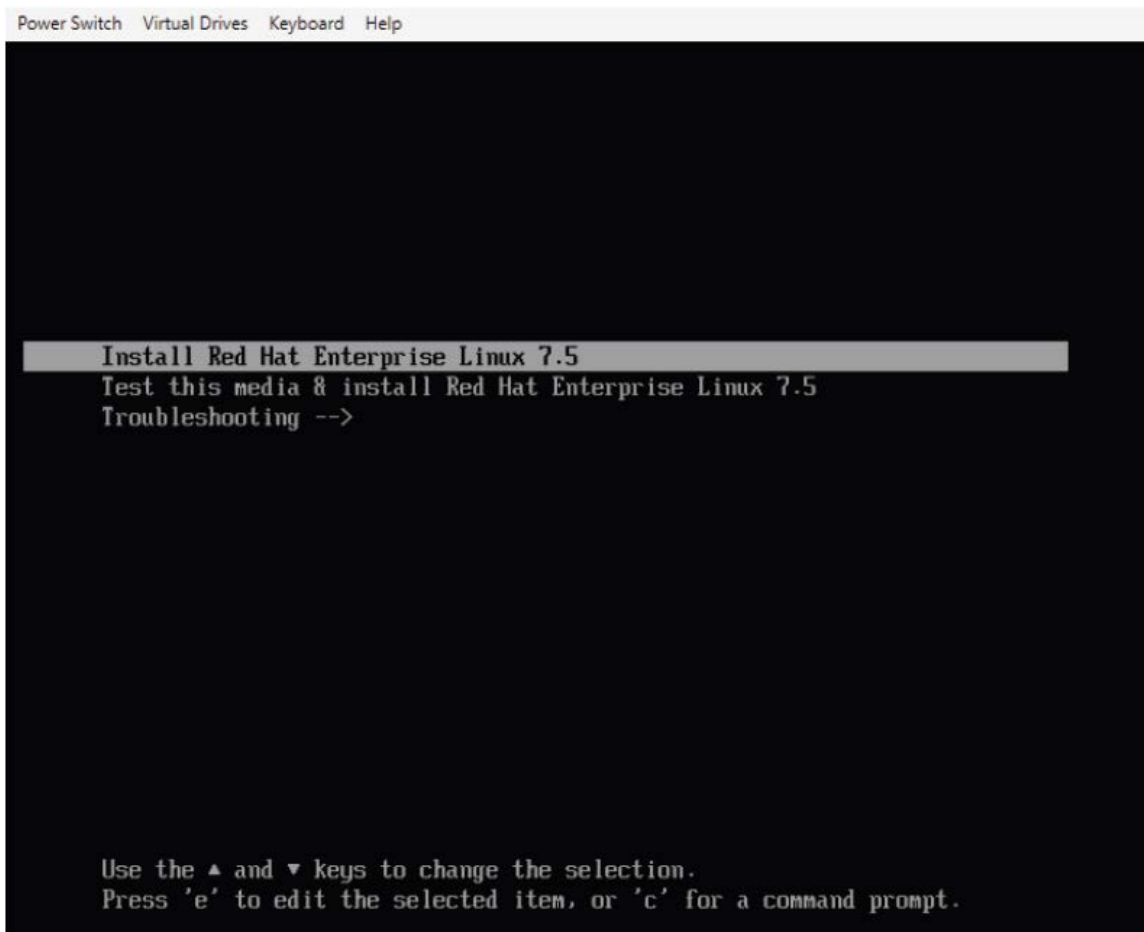 Power Switch Virtual Drives Keyboard Help
Install Red Hat Enterprise Linux 7.5
Test this media & install Red Hat Enterprise Linux 7.5
Troubleshooting -->
Use the ▲ and ▼ keys to change the selection.
Press 'e' to edit the selected item, or 'c' for a command prompt.